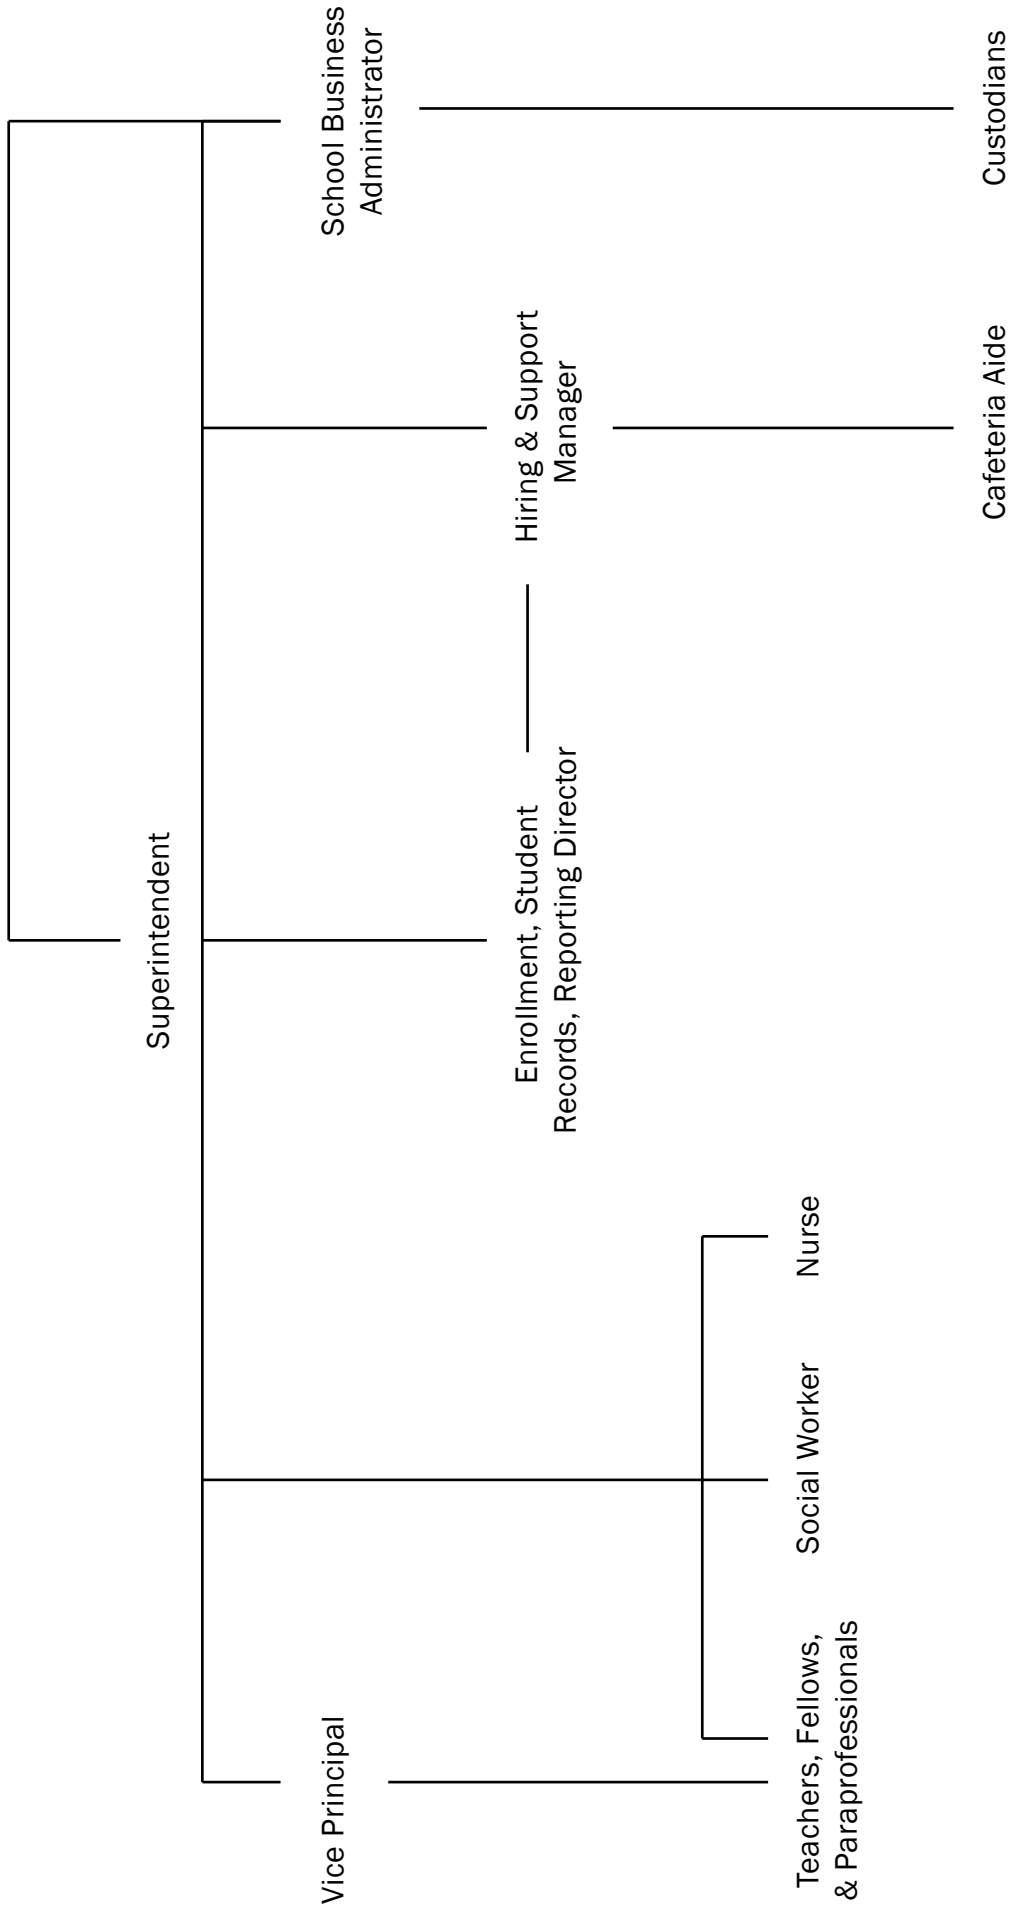 Superintendent
Vice Principal
School Business
Administrator
Enrollment, Student
Records, Reporting Director
Hiring & Support
Manager
Teachers, Fellows,
& Paraprofessionals
Social Worker
Nurse
Cafeteria Aide
Custodians